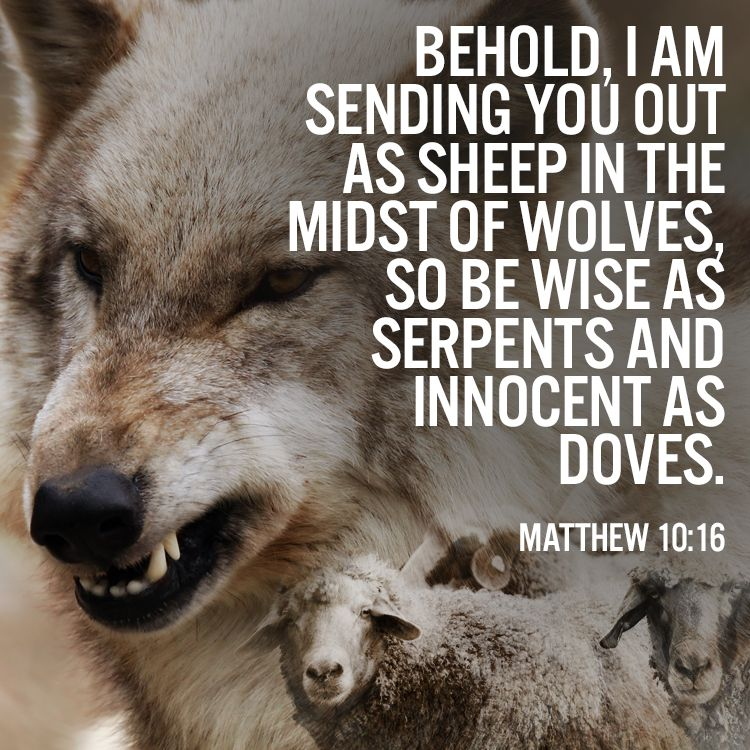 BEHOLD, I AM
SENDING YOU OUT
AS SHEEP IN THE
MIDST OF WOLVES,
SO BE WISE AS
SERPENTS AND
INNOCENT AS
DOVES.
MATTHEW 10:16